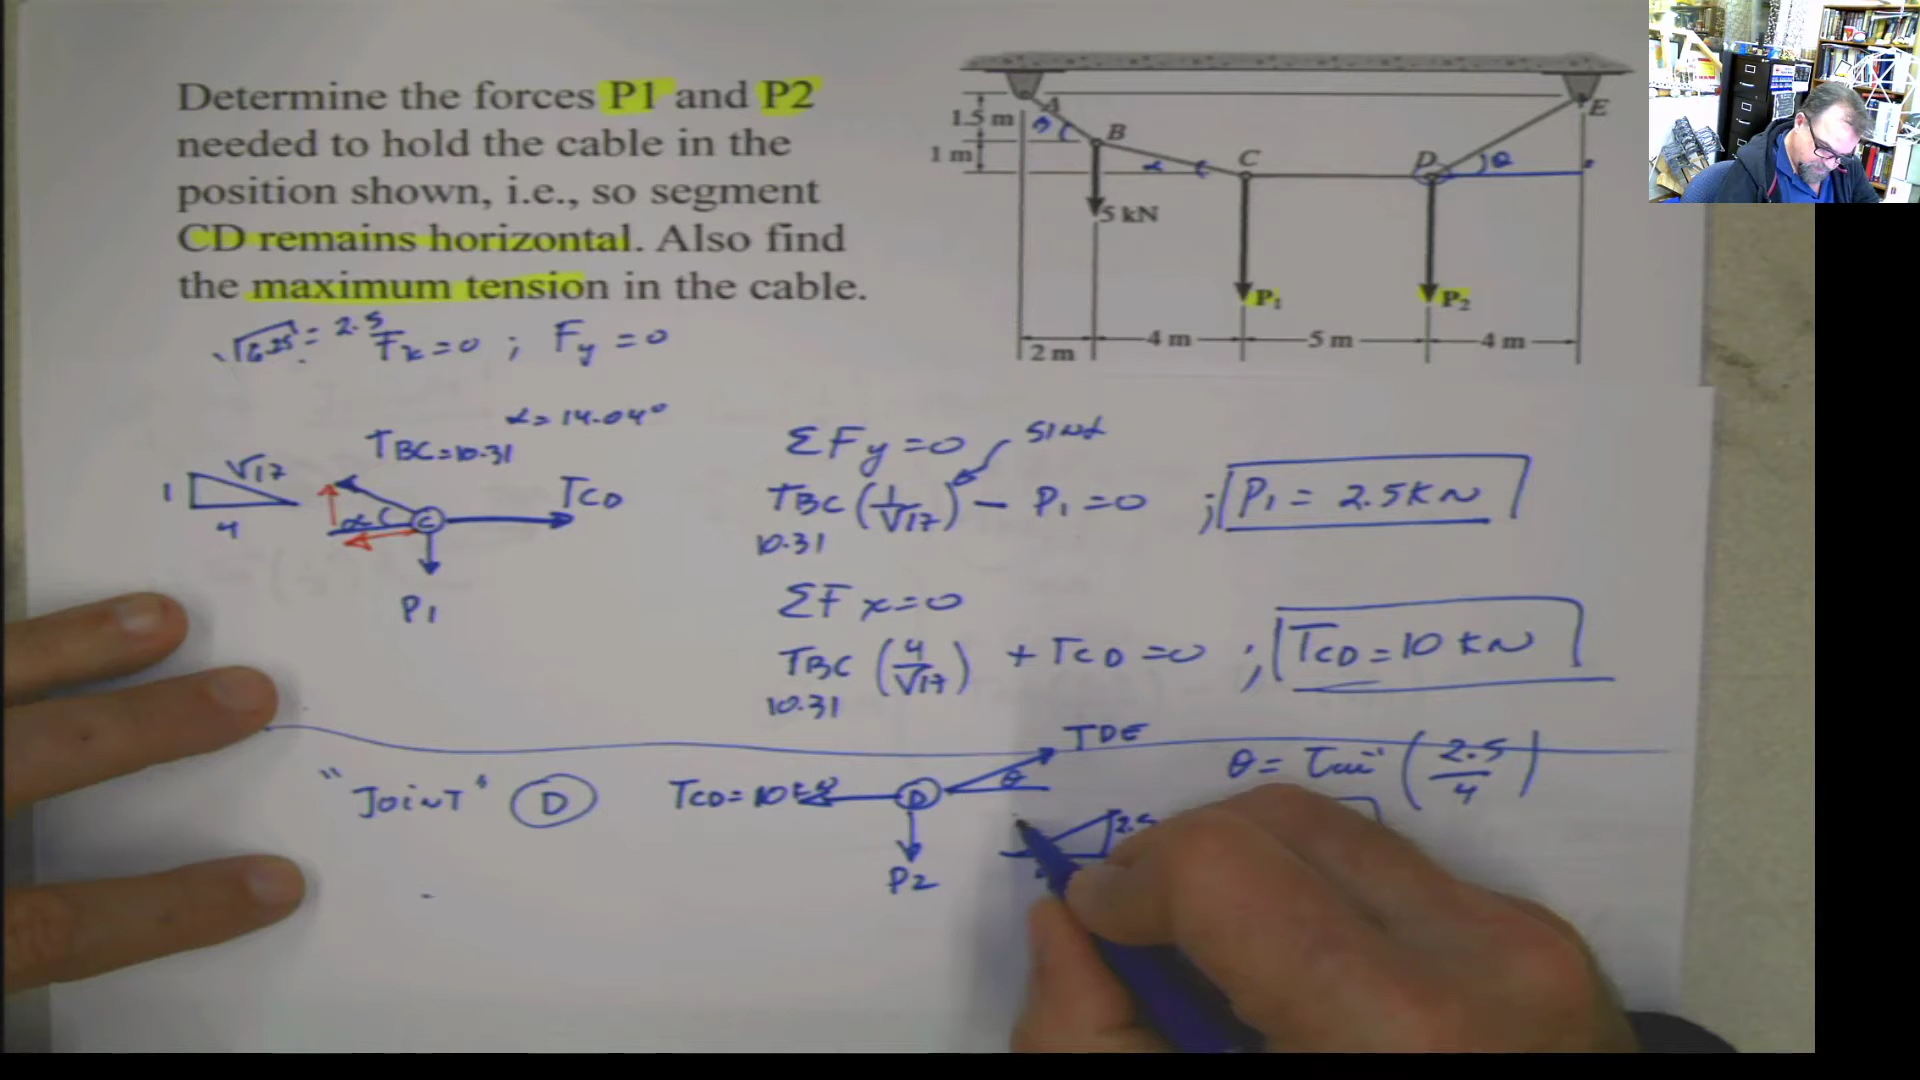 Determine the forces P1 and P2
needed to hold the cable in the
position shown, i.e., so segment
CD remains horizontal. Also find
the maximum tension in the cable.
A
B
C
D
E
1.5 m
1 m
θ
α
θ
5 kN
P₁
P₂
2 m
4 m
5 m
4 m
√6.25 = 2.5
Fx=0 ; Fy=0
α= 14.04°
TBC=10.31
1
√17
4
α
C
TCD
P1
ΣFy=0
sinα
TBC (1/√17) - P1=0 ; P1 = 2.5KN
10.31
ΣFx=0
TBC (4/√17) + TCD=0 ; TCD=10 KN
10.31
"JOINT" D
D
TDE
θ
P2
2.5
θ= Tan⁻¹ (2.5/4)